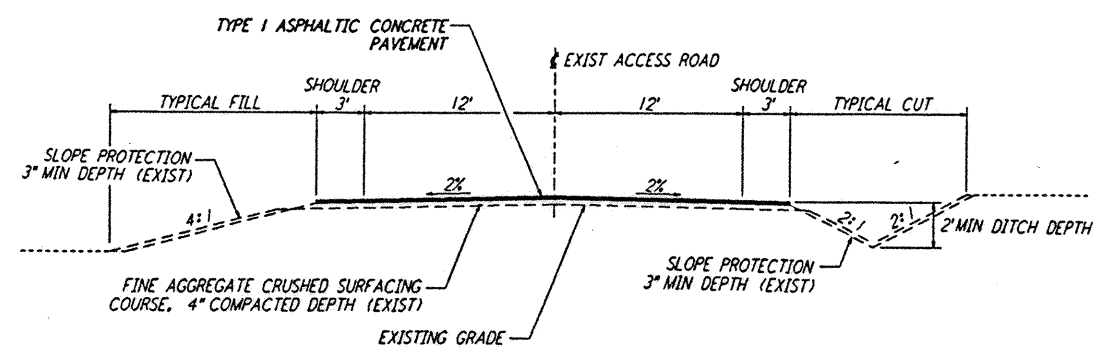 TYPE 1 ASPHALTIC CONCRETE
PAVEMENT
℄ EXIST ACCESS ROAD
SHOULDER
SHOULDER
TYPICAL FILL
3'
12'
12'
3'
TYPICAL CUT
SLOPE PROTECTION
3" MIN DEPTH (EXIST)
2%
2%
4:1
2:1
2:1
2' MIN DITCH DEPTH
SLOPE PROTECTION
3" MIN DEPTH (EXIST)
FINE AGGREGATE CRUSHED SURFACING
COURSE. 4" COMPACTED DEPTH (EXIST)
EXISTING GRADE